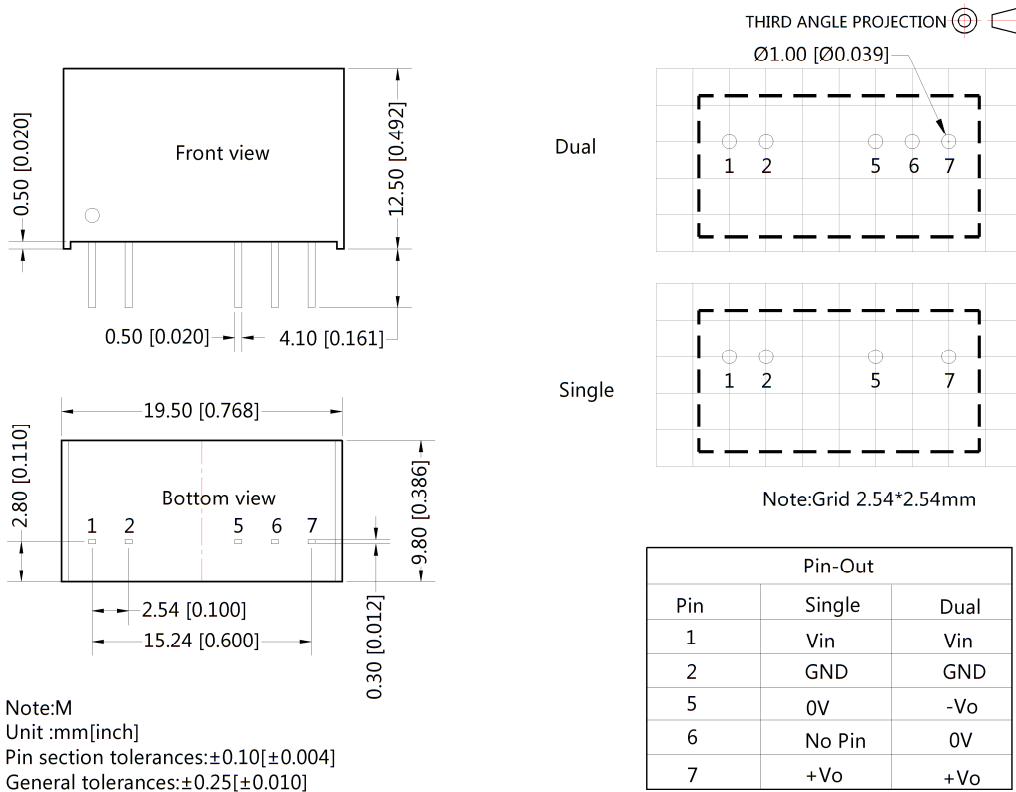 THIRD ANGLE PROJECTION
Ø1.00 [Ø0.039]
Front view
0.50 [0.020]
12.50 [0.492]
0.50 [0.020]
4.10 [0.161]
Dual
1 2 5 6 7
Single
1 2 5 7
Note:Grid 2.54*2.54mm
19.50 [0.768]
2.80 [0.110]
Bottom view
1 2 5 6 7
9.80 [0.386]
2.54 [0.100]
15.24 [0.600]
0.30 [0.012]
Pin-Out
Pin Single Dual
1 Vin Vin
2 GND GND
5 0V -Vo
6 No Pin 0V
7 +Vo +Vo
Note:M
Unit :mm[inch]
Pin section tolerances:±0.10[±0.004]
General tolerances:±0.25[±0.010]